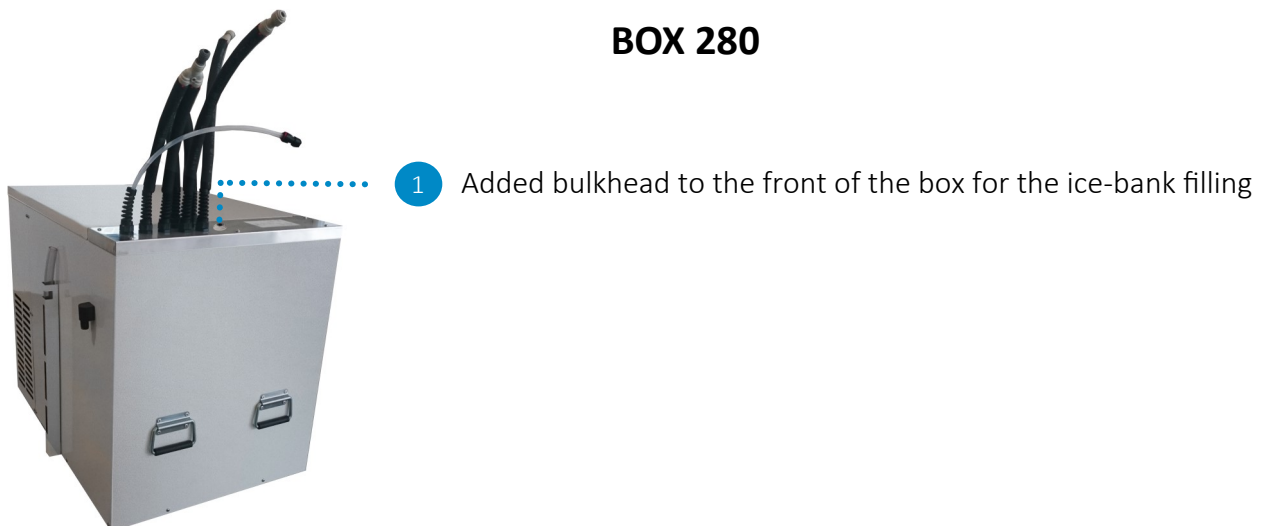 BOX 280
1 Added bulkhead to the front of the box for the ice-bank filling